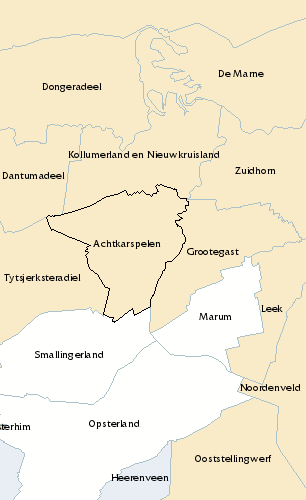 De Marne
Dongeradeel
Kollumerland en Nieuwkruisland
Zuidhorn
Dantumadeel
Achtkarspelen
Grootegast
Tytsjerksteradiel
Leek
Marum
Smallingerland
Noordenveld
Opsterland
terhim
Ooststellingwerf
Heerenveen